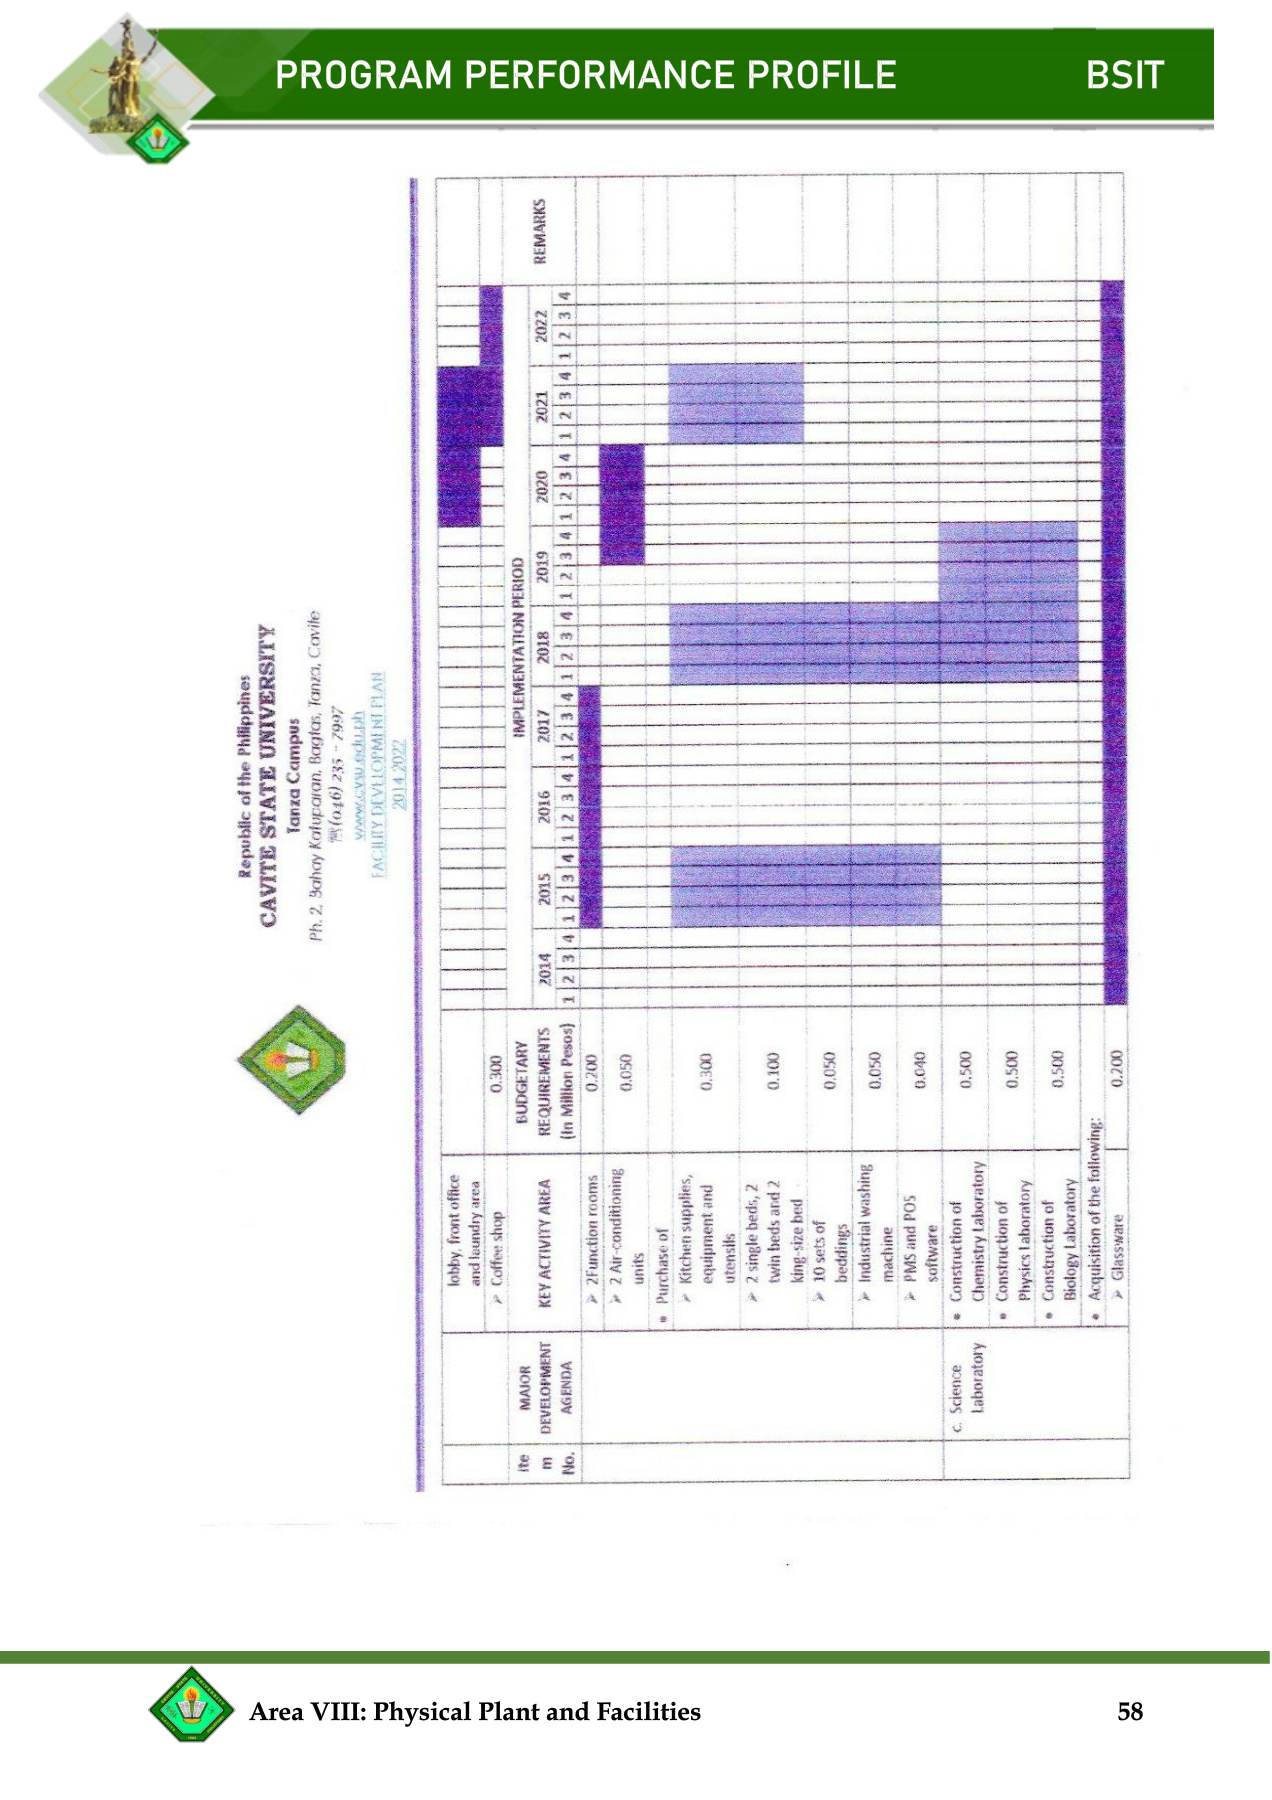 PROGRAM PERFORMANCE PROFILE BSIT
Republic of the Philippines
CAVITE STATE UNIVERSITY
Tanza Campus
Ph. 2, Bahay Katuparan, Bagtas, Tanza, Cavite
(046) 235 – 7997
www.cvsu.edu.ph
FACILITY DEVELOPMENT PLAN
2014 2022
lobby, front office
and laundry area
➢ Coffee shop 0.300
ite
m
No.
MAJOR
DEVELOPMENT
AGENDA
KEY ACTIVITY AREA
BUDGETARY
REQUIREMENTS
(In Million Pesos)
IMPLEMENTATION PERIOD
REMARKS
2014 2015 2016 2017 2018 2019 2020 2021 2022
1 2 3 4 1 2 3 4 1 2 3 4 1 2 3 4 1 2 3 4 1 2 3 4 1 2 3 4 1 2 3 4 1 2 3 4
➢ 2Function rooms 0.200
➢ 2 Air-conditioning 0.050
units
• Purchase of
➢ Kitchen supplies,
equipment and 0.300
utensils
➢ 2 single beds, 2
twin beds and 2 0.100
king-size bed
➢ 10 sets of 0.050
beddings
➢ Industrial washing 0.050
machine
➢ PMS and POS 0.040
software
c. Science • Construction of 0.500
Laboratory Chemistry Laboratory
• Construction of 0.500
Physics Laboratory
• Construction of 0.500
Biology Laboratory
• Acquisition of the following:
➢ Glassware 0.200
Area VIII: Physical Plant and Facilities 58